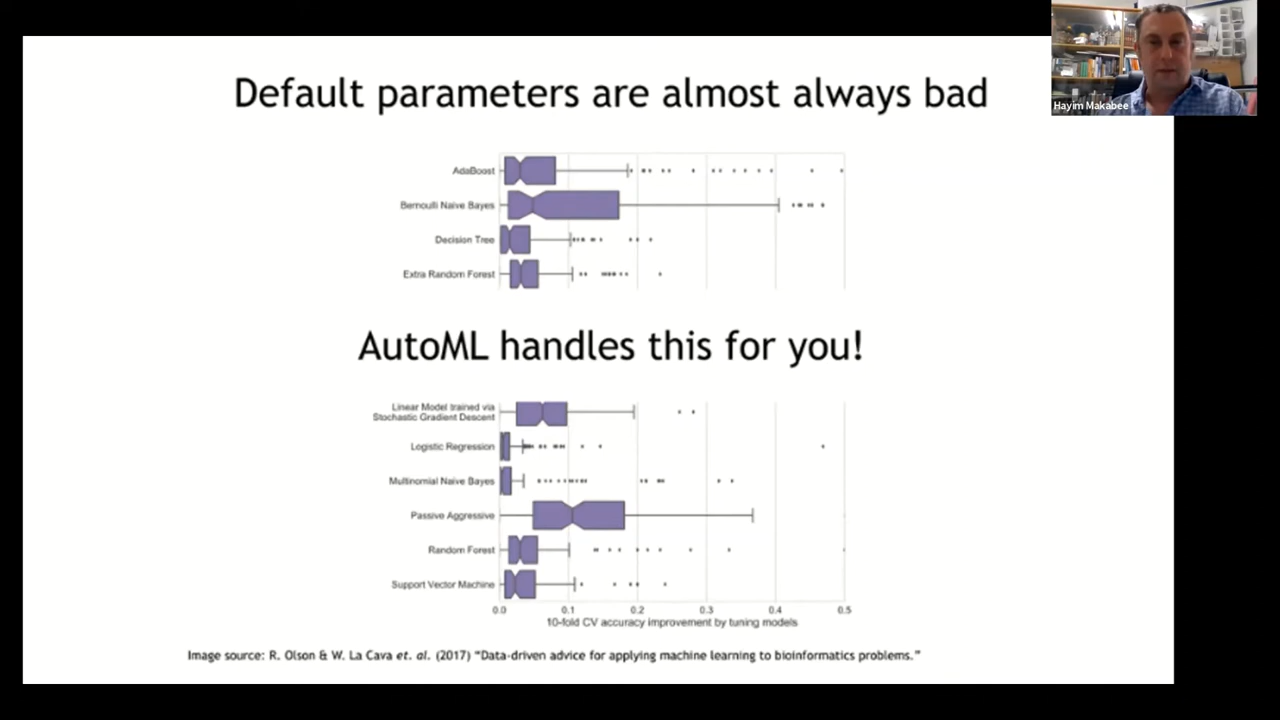 Hayim Makabee
Default parameters are almost always bad
AdaBoost
Bernoulli Naive Bayes
Decision Tree
Extra Random Forest
AutoML handles this for you!
Linear Model trained via
Stochastic Gradient Descent
Logistic Regression
Multinomial Naive Bayes
Passive Aggressive
Random Forest
Support Vector Machine
0.0 0.1 0.2 0.3 0.4 0.5
10-fold CV accuracy improvement by tuning models
Image source: R. Olson & W. La Cava et. al. (2017) “Data-driven advice for applying machine learning to bioinformatics problems.”